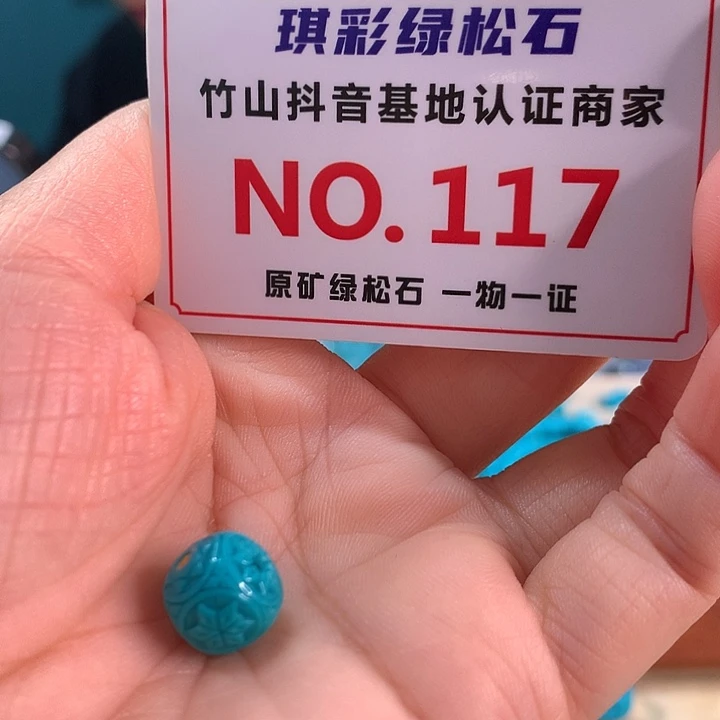 琪彩绿松石
竹山抖音基地认证商家
NO.117
原矿绿松石 一物一证